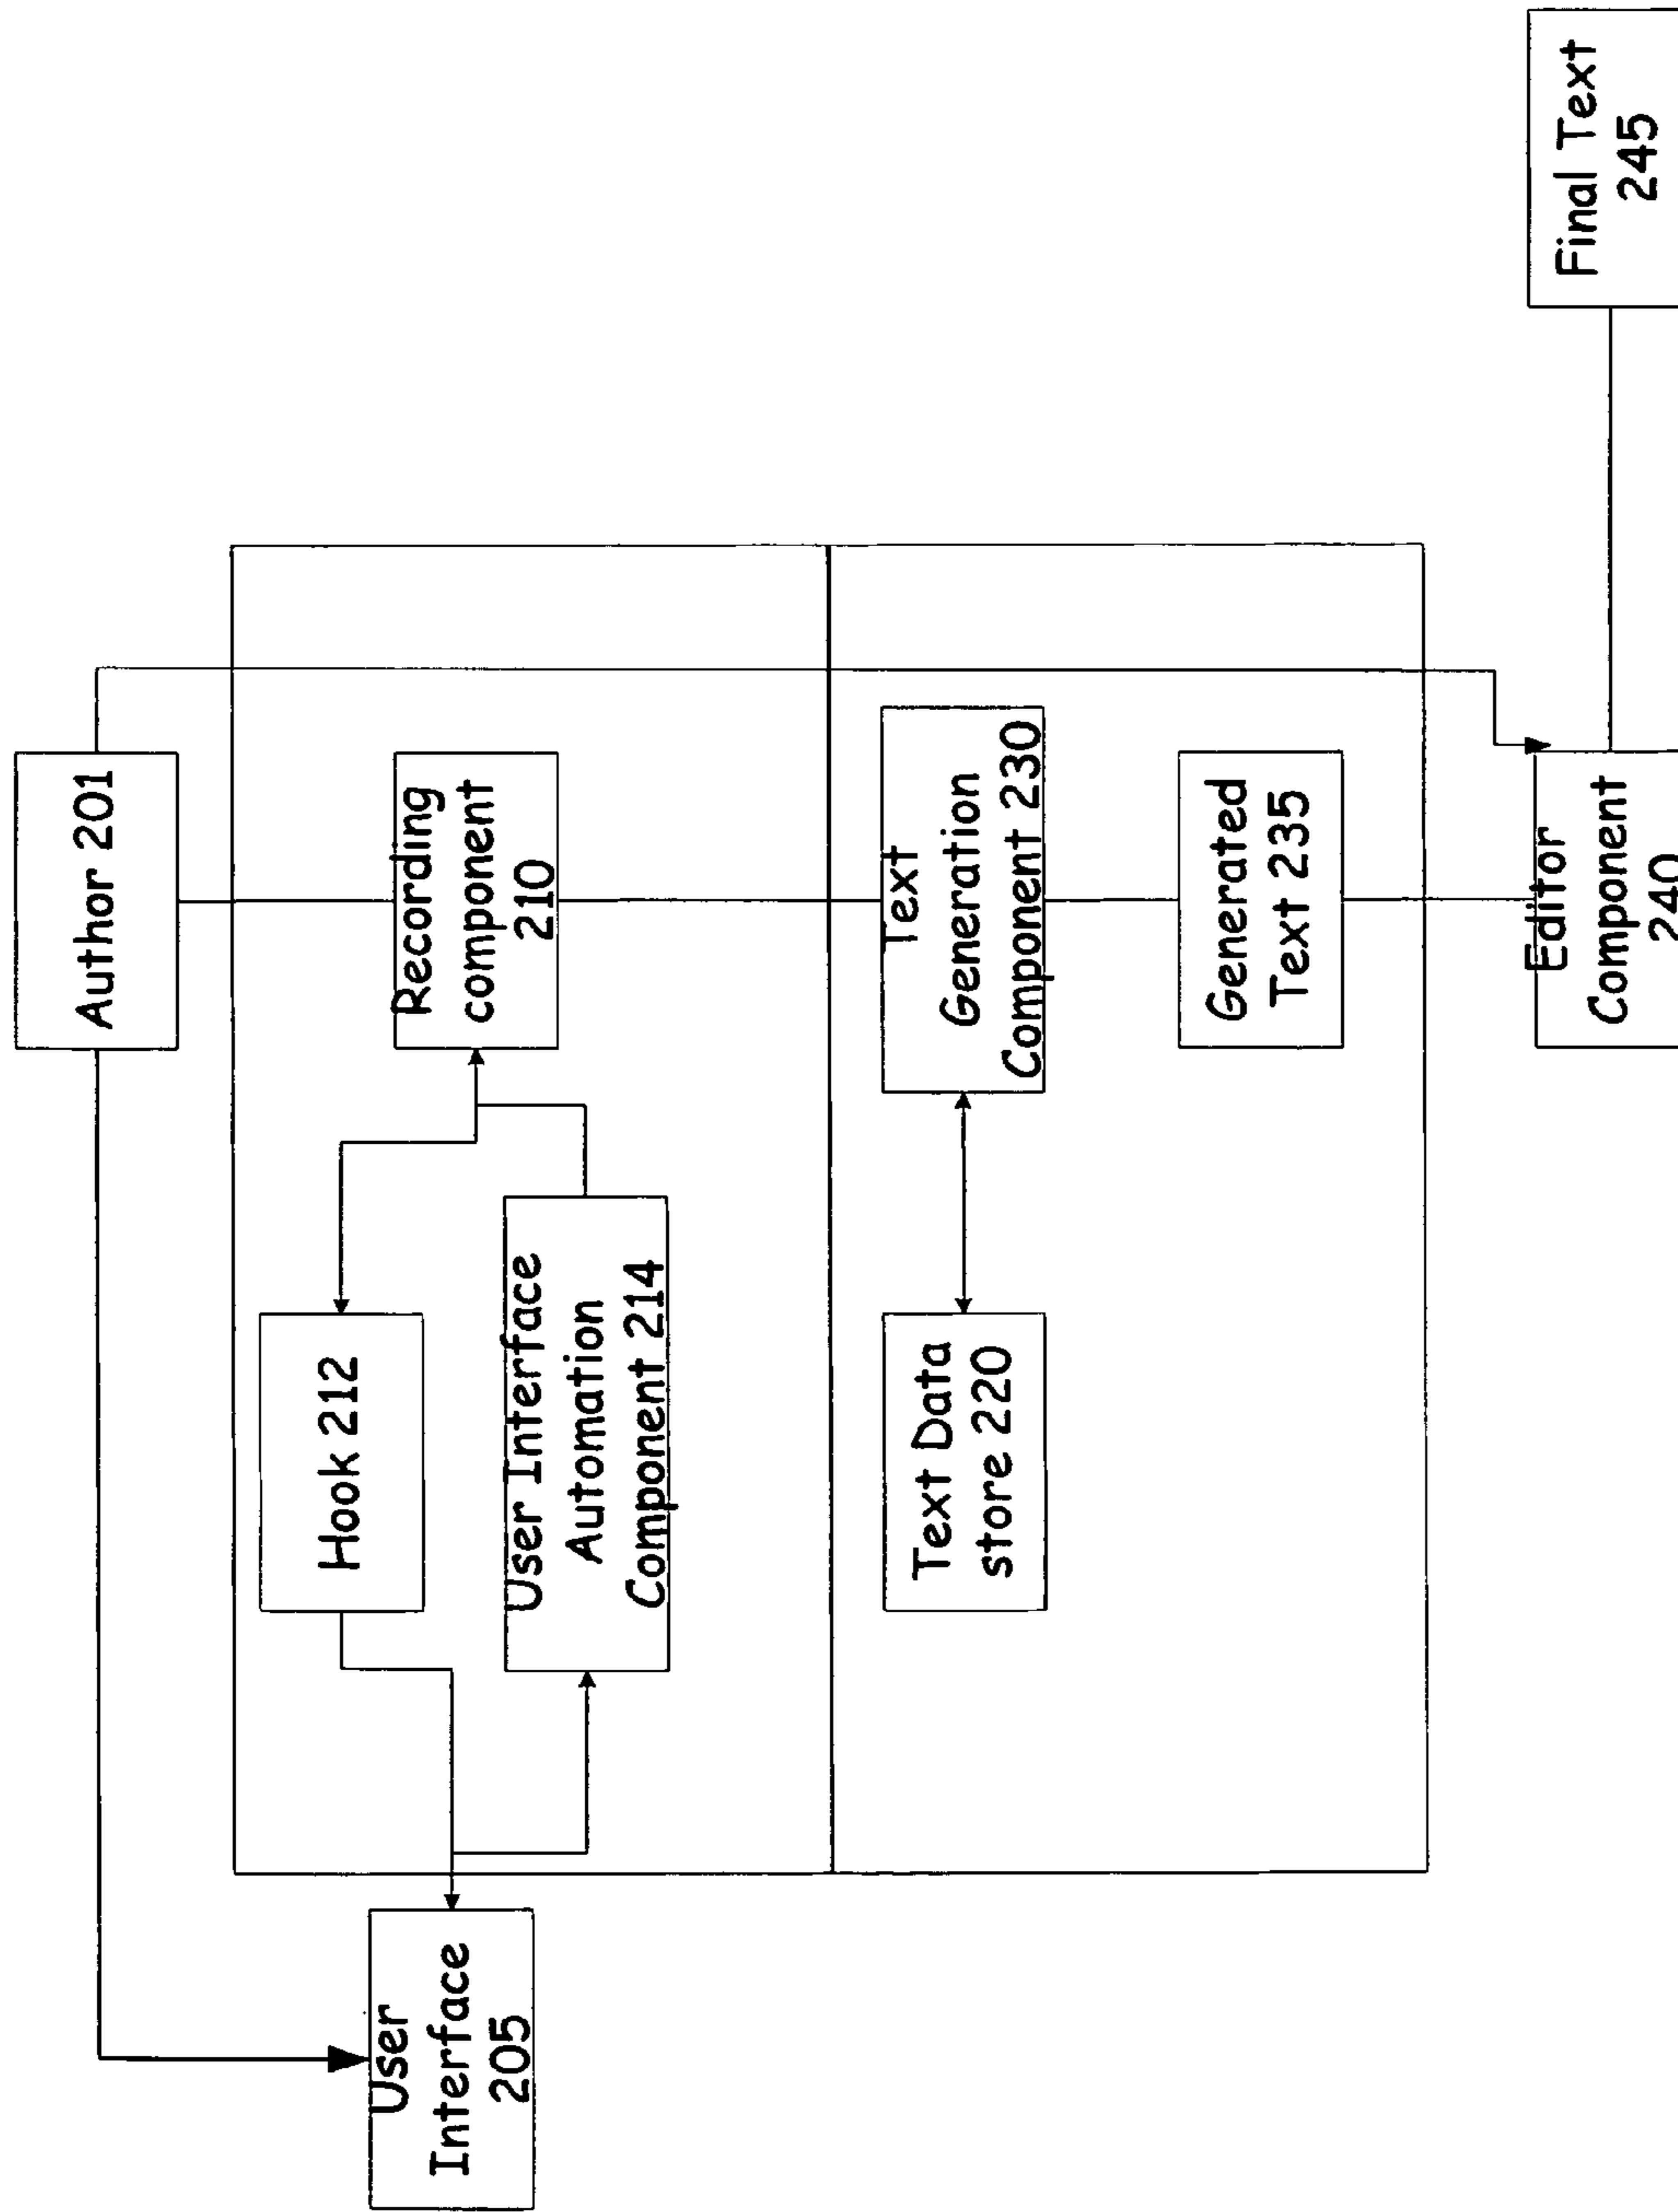 Author 201
Recording
component
210
Hook 212
User Interface
Automation
Component 214
User
Interface
205
Text
Generation
Component 230
Text Data
store 220
Generated
Text 235
Editor
Component
240
Final Text
245